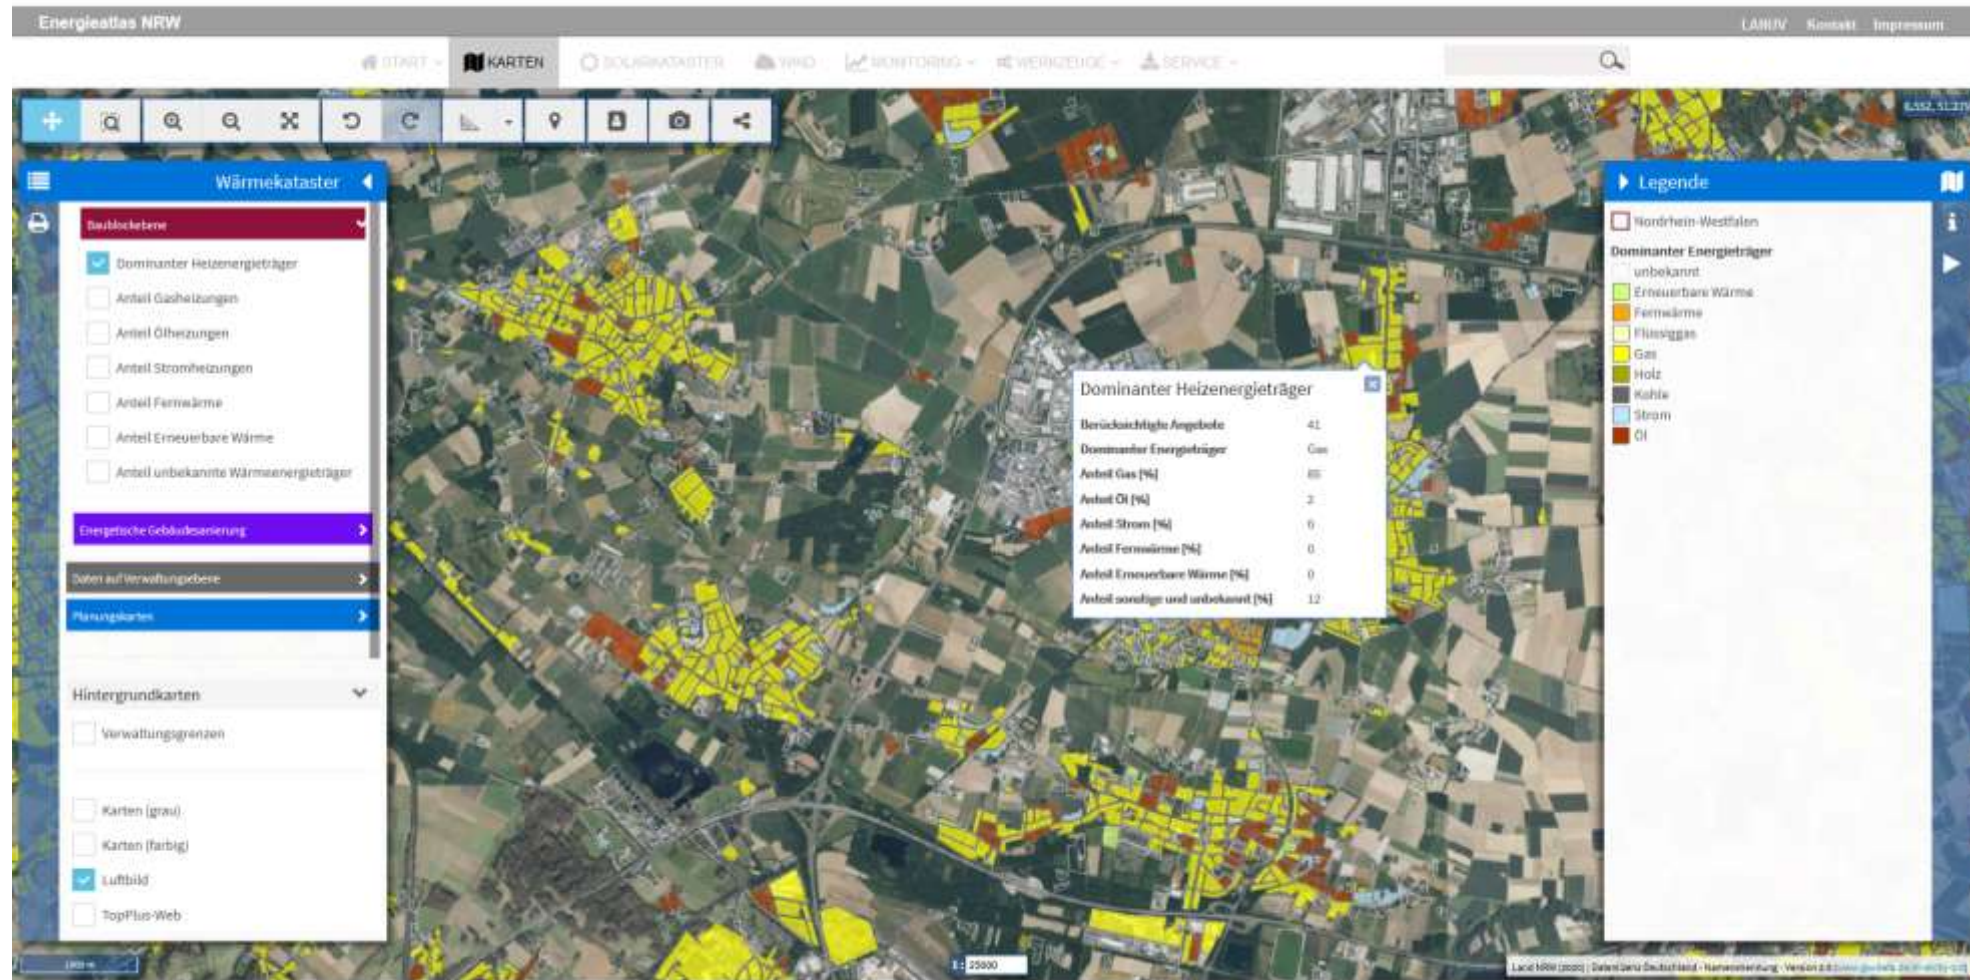 Energieatlas NRW
LANUV Kontakt Impressum
START
KARTEN
SOLARKATASTER
WIND
MONITORING
WERKZEUGE
SERVICE
Wärmekataster
Baublockebene
Dominanter Heizenergieträger
Anteil Gasheizungen
Anteil Ölheizungen
Anteil Stromheizungen
Anteil Fernwärme
Anteil Erneuerbare Wärme
Anteil unbekannte Wärmeenergieträger
Energetische Gebäudesanierung
Daten auf Verwaltungsebene
Planungskarten
Hintergrundkarten
Verwaltungsgrenzen
Karten (grau)
Karten (farbig)
Luftbild
TopPlus-Web
Dominanter Heizenergieträger
Berücksichtigte Angebote 41
Dominanter Energieträger Gas
Anteil Gas [%]
Anteil Öl [%] 2
Anteil Strom [%]
Anteil Fernwärme [%] 0
Anteil Erneuerbare Wärme [%] 0
Anteil sonstige und unbekannt [%] 12
Legende
Nordrhein-Westfalen
Dominanter Energieträger
unbekannt
Erneuerbare Wärme
Fernwärme
Flüssiggas
Gas
Holz
Kohle
Strom
Öl
1 : 25000